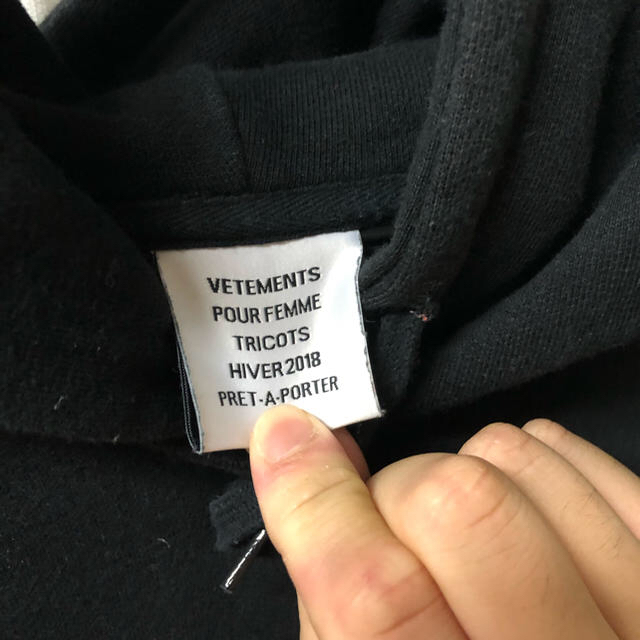 VETEMENTS
POUR FEMME
TRICOTS
HIVER 2018
PRET-A-PORTER